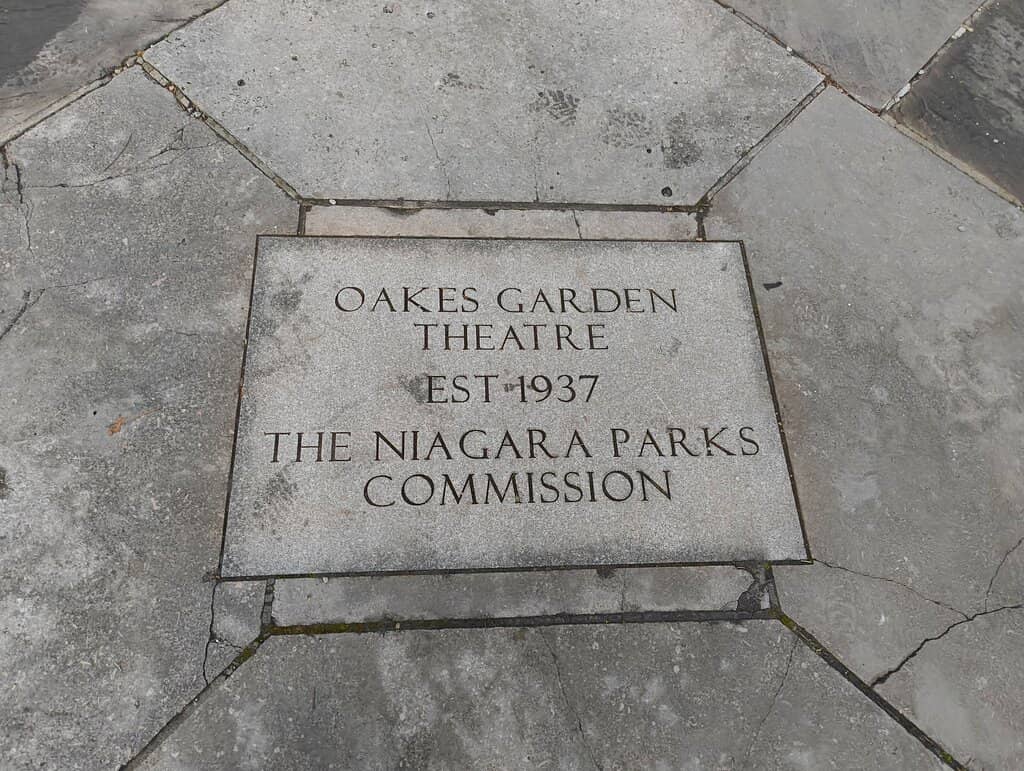 OAKES GARDEN
THEATRE
EST 1937
THE NIAGARA PARKS
COMMISSION